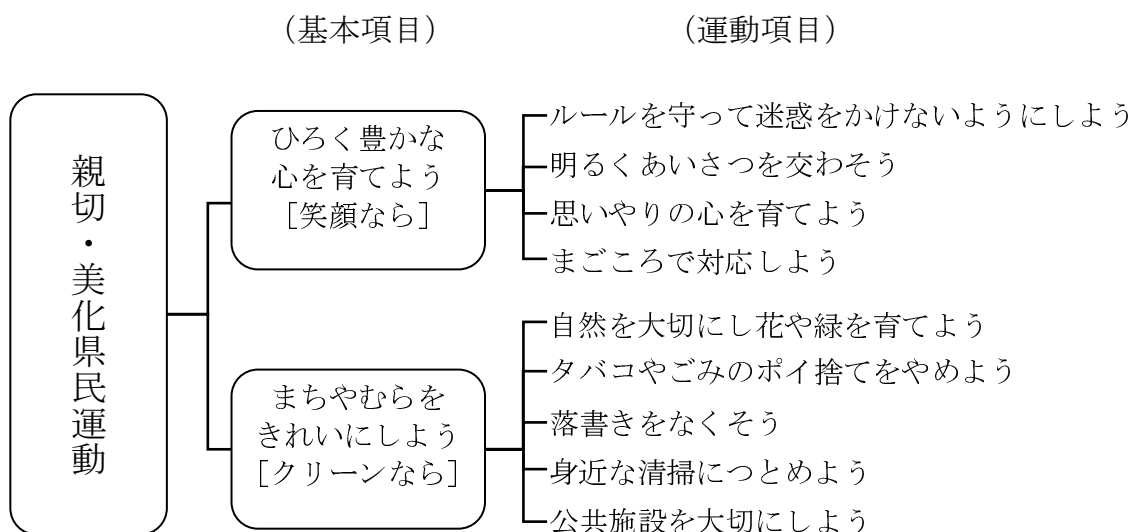 （基本項目）
（運動項目）
親切・美化県民運動
ひろく豊かな
心を育てよう
［笑顔なら］
ルールを守って迷惑をかけないようにしよう
明るくあいさつを交わそう
思いやりの心を育てよう
まごころで対応しよう
まちやむらを
きれいにしよう
［クリーンなら］
自然を大切にし花や緑を育てよう
タバコやごみのポイ捨てをやめよう
落書きをなくそう
身近な清掃につとめよう
公共施設を大切にしよう